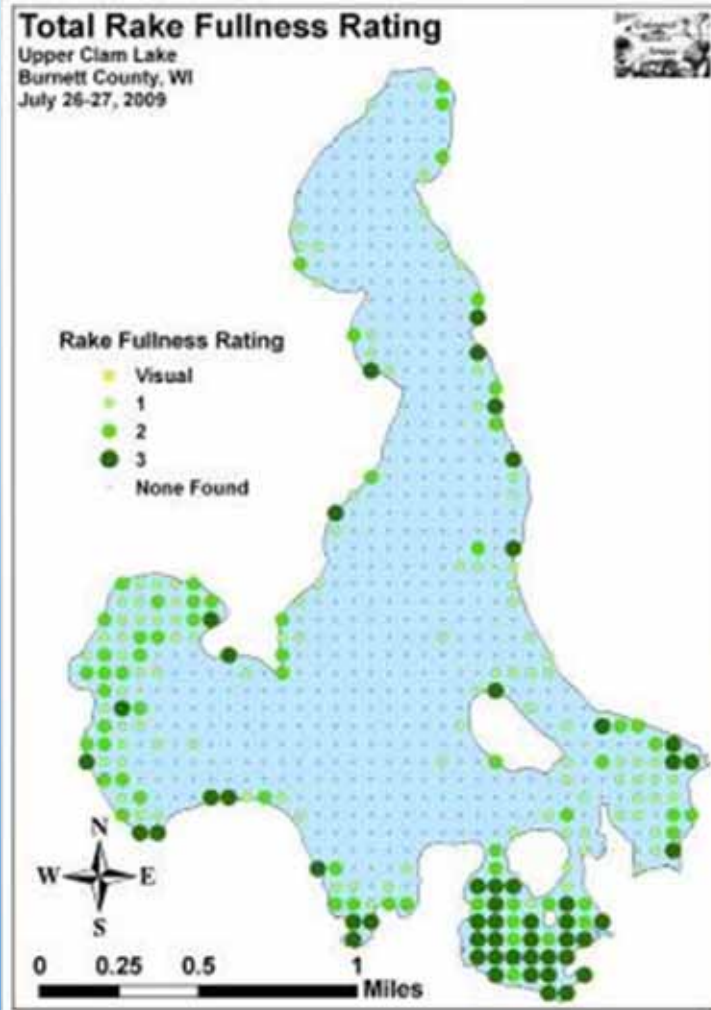 Total Rake Fullness Rating
Upper Clam Lake
Burnett County, WI
July 26-27, 2009
Rake Fullness Rating
Visual
1
2
3
None Found
N
W E
S
0 0.25 0.5 1
Miles